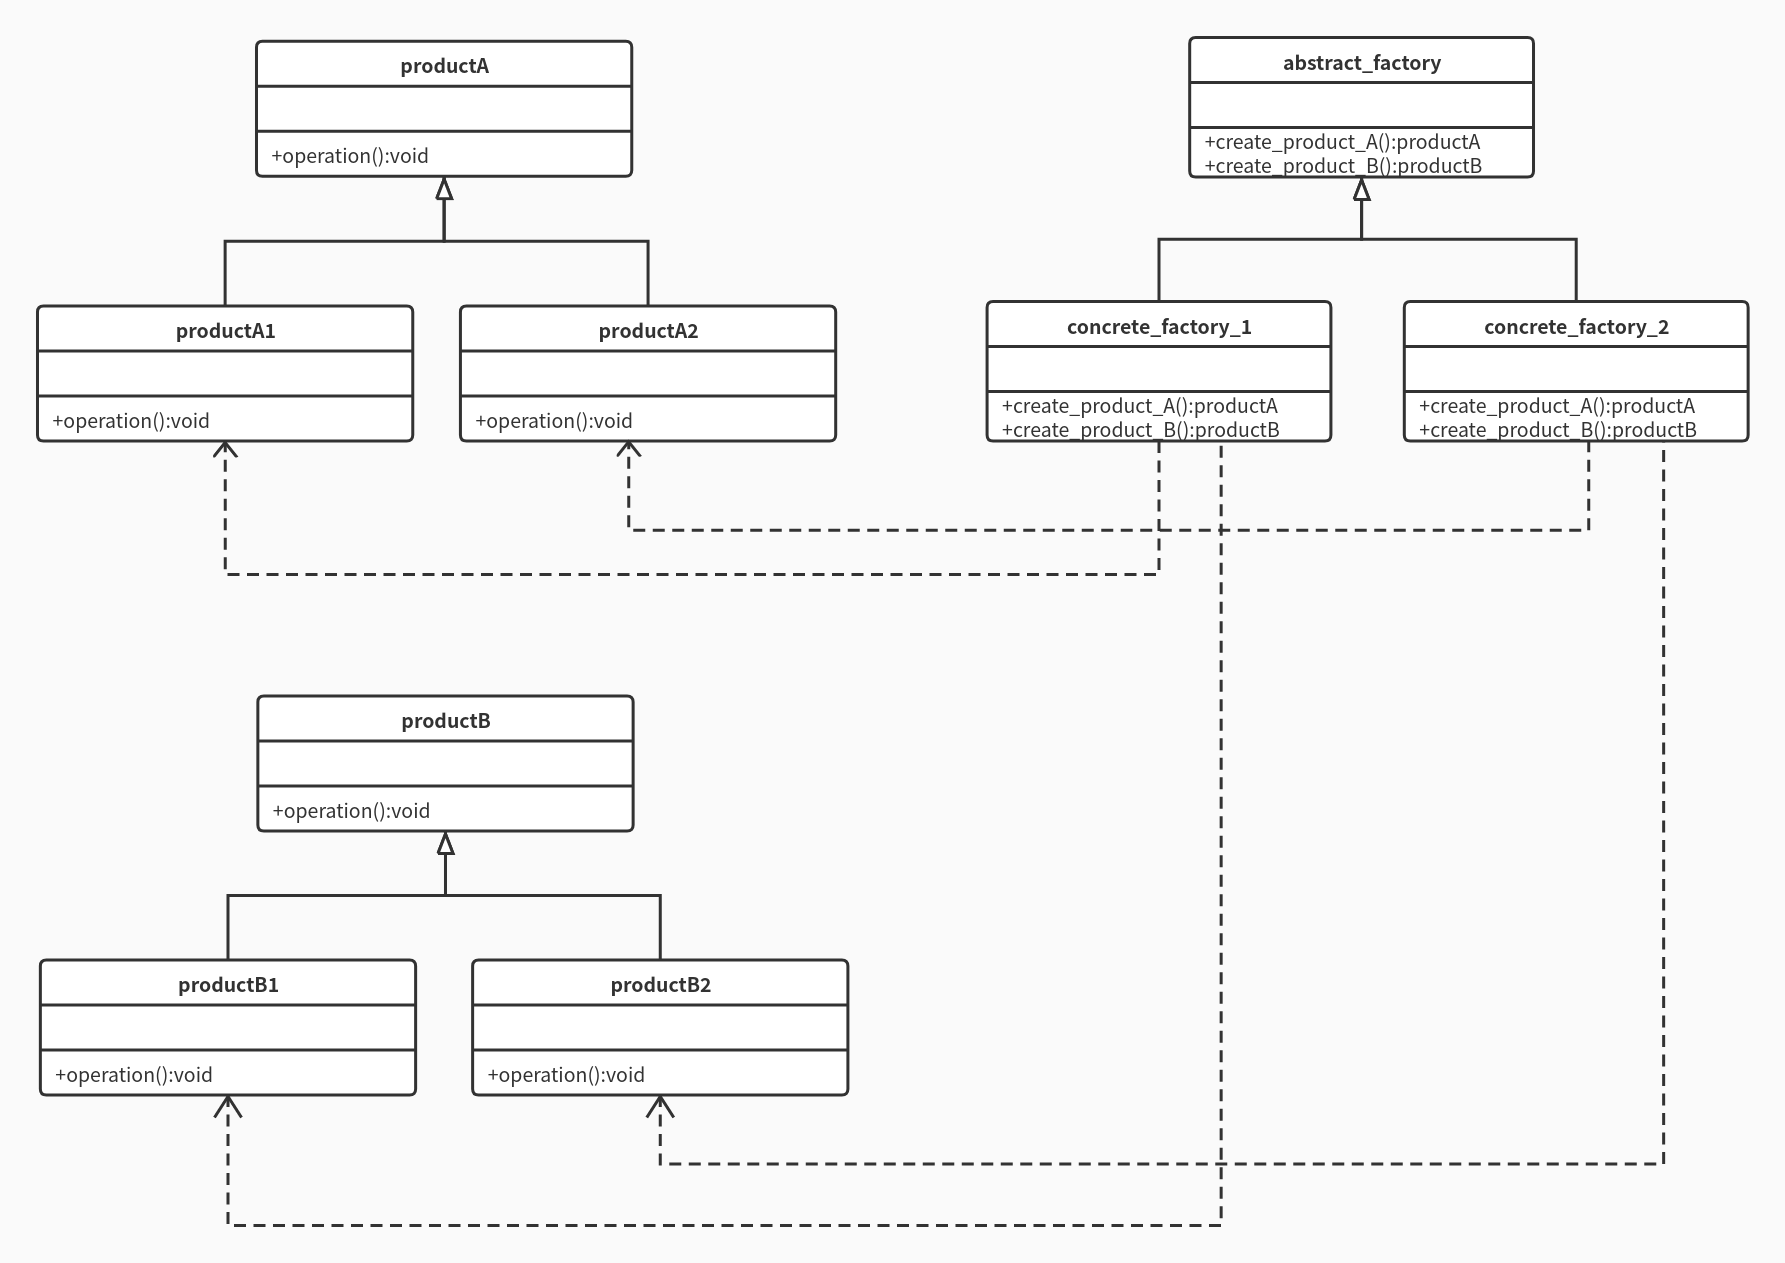 productA
+operation():void
abstract_factory
+create_product_A():productA
+create_product_B():productB
productA1
+operation():void
productA2
+operation():void
concrete_factory_1
+create_product_A():productA
+create_product_B():productB
concrete_factory_2
+create_product_A():productA
+create_product_B():productB
productB
+operation():void
productB1
+operation():void
productB2
+operation():void